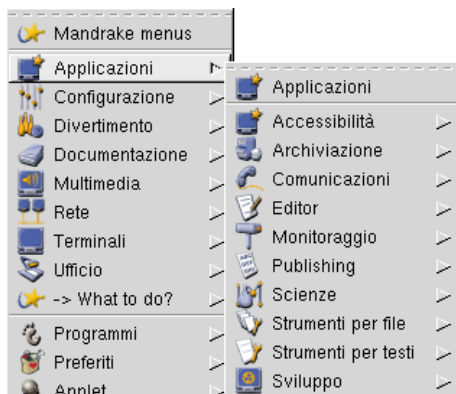 Mandrake menus
Applicazioni
Configurazione
Divertimento
Documentazione
Multimedia
Rete
Terminali
Ufficio
-> What to do?
Programmi
Preferiti
Applet
Applicazioni
Accessibilità
Archiviazione
Comunicazioni
Editor
Monitoraggio
Publishing
Scienze
Strumenti per file
Strumenti per testi
Sviluppo